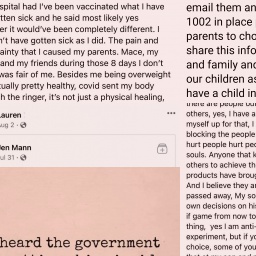 spital had I've been vaccinated what I have
tten sick and he said most likely yes
er it would've been completely different. I
n't have gotten sick as I did. The pain and
ainty that I caused my parents. Mace, my
and my friends during those 8 days I don't
was fair of me. Besides me being overweight
tually pretty healthy, covid sent my body
h the ringer, it's not just a physical healing,
auren
ug 2 ·
en Mann
ul 31 ·
heard the government
email them an
1002 in place
parents to cho
share this info
and family and
our children as
have a child in
there are people out
others, yes, I have a
myself up for that, I
blocking the people
hurt people hurt peo
souls. Anyone that k
others to achieve th
products have broug
And I believe they ar
passed away, My so
own decisions on his
if game from now to
thing, yes I am anti-
experiment, but if yo
choice, some of you